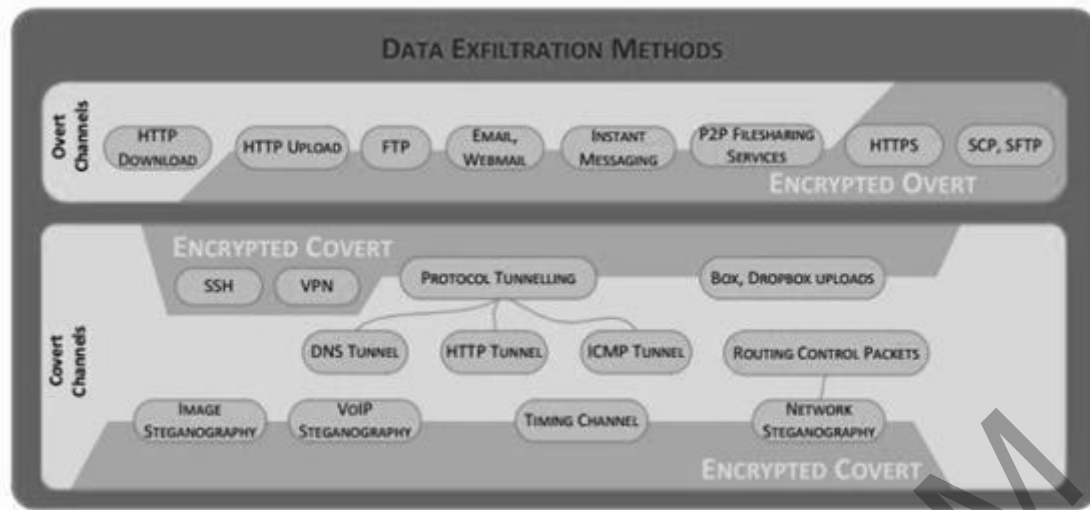 DATA EXFILTRATION METHODS
Overt
Channels
HTTP
DOWNLOAD
HTTP UPLOAD
FTP
EMAIL,
WEBMAIL
INSTANT
MESSAGING
P2P FILESHARING
SERVICES
HTTPS
SCP, SFTP
ENCRYPTED OVERT
Covert
Channels
ENCRYPTED COVERT
SSH
VPN
PROTOCOL TUNNELLING
BOX, DROPBOX UPLOADS
DNS TUNNEL
HTTP TUNNEL
ICMP TUNNEL
ROUTING CONTROL PACKETS
IMAGE
STEGANOGRAPHY
VOIP
STEGANOGRAPHY
TIMING CHANNEL
NETWORK
STEGANOGRAPHY
ENCRYPTED COVERT